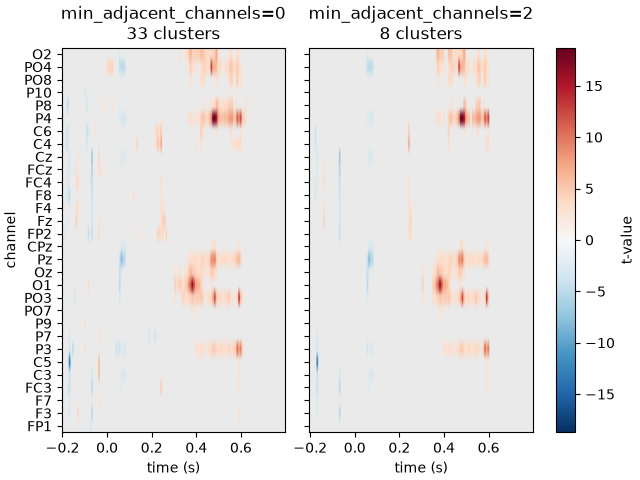 min_adjacent_channels=0
33 clusters
min_adjacent_channels=2
8 clusters
channel
O2
PO4
PO8
P10
P8
P4
C6
C4
Cz
FCz
FC4
F8
F4
Fz
FP2
CPz
Pz
Oz
O1
PO3
PO7
P9
P7
P3
C5
C3
FC3
F7
F3
FP1
−0.2 0.0 0.2 0.4 0.6
time (s)
−0.2 0.0 0.2 0.4 0.6
time (s)
15
10
5
0
−5
−10
−15
t-value